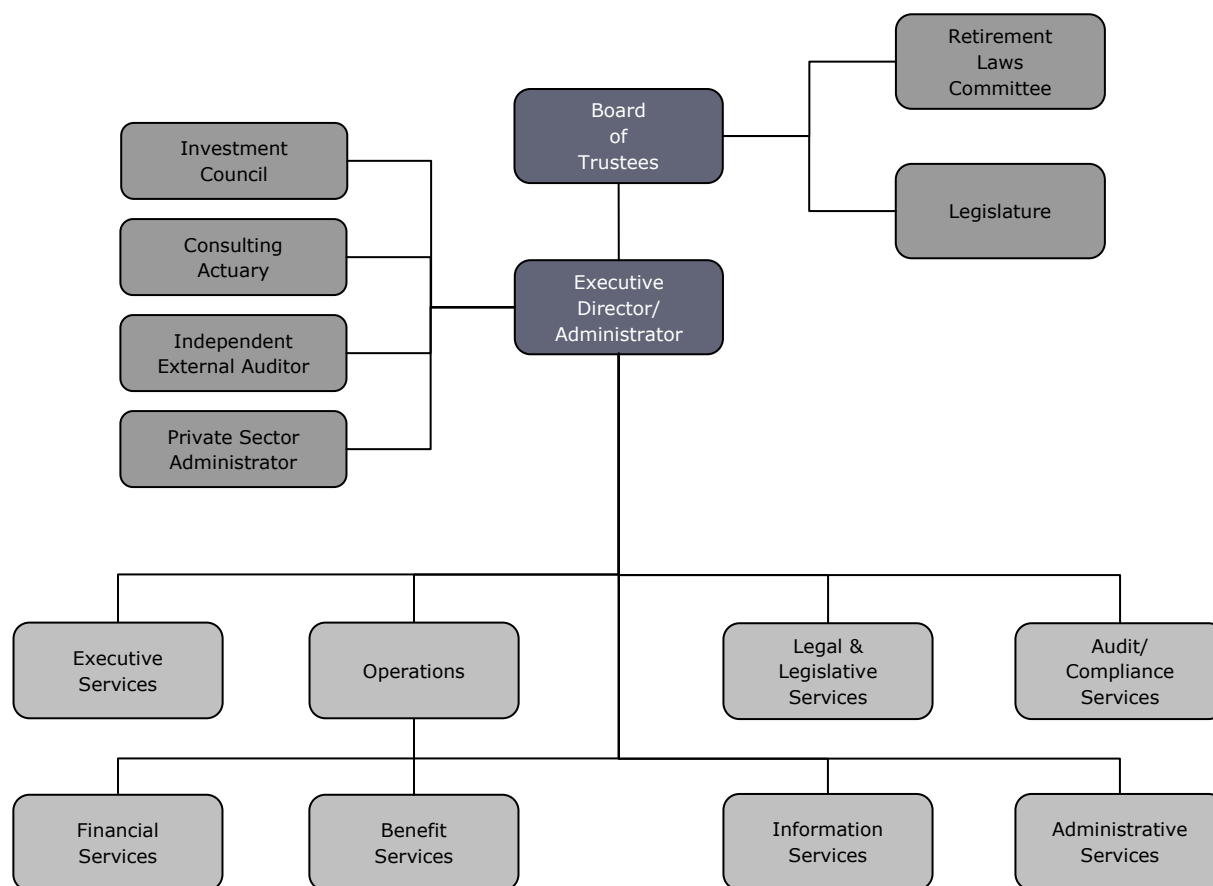 Retirement
Laws
Committee
Board
of
Trustees
Investment
Council
Legislature
Consulting
Actuary
Executive
Director/
Administrator
Independent
External Auditor
Private Sector
Administrator
Executive
Services
Operations
Legal &
Legislative
Services
Audit/
Compliance
Services
Financial
Services
Benefit
Services
Information
Services
Administrative
Services